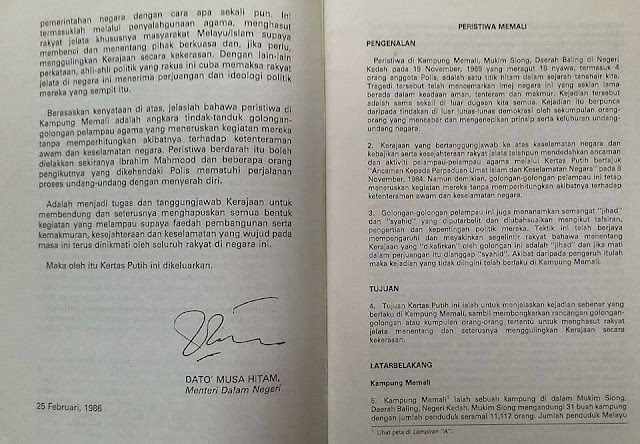 pemerintahan negara dengan cara apa sekali pun. Ini
termasuklah melalui penyalahgunaan agama, menghasut
rakyat jelata khususnya masyarakat Melayu/Islam supaya
membenci dan menentang pihak berkuasa dan, jika perlu,
menggulingkan Kerajaan secara kekerasan. Dengan lain-lain
perkataan, ahli-ahli politik yang rakus ini cuba memaksa rakyat
jelata di negara ini menerima perjuangan dan ideologi politik
mereka yang sempit itu.
Berasaskan kenyataan di atas, jelaslah bahawa peristiwa di
Kampung Memali adalah angkara tindak-tanduk golongan-
golongan pelampau agama yang meneruskan kegiatan mereka
tanpa memperhitungkan akibatnya terhadap ketenteraman
awam dan keselamatan negara. Peristiwa berdarah itu boleh
dielakkan sekiranya Ibrahim Mahmood dan beberapa orang
pengikutnya yang dikehendaki Polis mematuhi perjalanan
proses undang-undang dengan menyerah diri.
Adalah menjadi tugas dan tanggungjawab Kerajaan untuk
membendung dan seterusnya menghapuskan semua bentuk
kegiatan yang melampau supaya faedah pembangunan serta
kemakmuran, kesejahteraan dan keselamatan yang wujud pada
masa ini terus dinikmati oleh seluruh rakyat di negara ini.
Maka oleh itu Kertas Putih ini dikeluarkan.
DATO' MUSA HITAM,
Menteri Dalam Negeri
25 Februari, 1986
PERISTIWA MEMALI
PENGENALAN
Peristiwa di Kampung Memali, Mukim Siong, Daerah Baling di Negeri
Kedah pada 19 November, 1985 yang meragut 18 nyawa, termasuk 4
orang anggota Polis, adalah satu titik hitam dalam sejarah tanahair kita.
Tragedi tersebut telah mencemarkan imej negara ini yang sekian lama
berada dalam keadaan aman, tenteram dan makmur. Kejadian tersebut
adalah sama sekali di luar dugaan kita semua. Kejadian itu berpunca
daripada tindakan di luar lunas-lunas demokrasi oleh sekumpulan orang-
orang yang mencabar dan mengenepikan prinsip serta keluhuran undang-
undang negara.
2. Kerajaan yang bertanggungjawab ke atas keselamatan negara dan
kebajikan serta kesejahteraan rakyat jelata telahpun mendedahkan ancaman
dan aktiviti pelampau-pelampau agama melalui Kertas Putih bertajuk
"Ancaman Kepada Perpaduan Umat Islam dan Keselamatan Negara" pada 8
November, 1984. Namun demikian, golongan-golongan pelampau ini tetap
meneruskan kegiatan mereka tanpa memperhitungkan akibatnya terhadap
ketenteraman awam dan keselamatan negara.
3. Golongan-golongan pelampau ini juga menanamkan semangat "jihad"
dan "syahid" yang diputarbelit dan disalahsuaikan mengikut tafsiran,
pengertian dan kepentingan politik mereka. Taktik ini telah berjaya
mempengaruhi dan meyakinkan segelintir rakyat bahawa menentang
Kerajaan yang "dikafirkan" oleh golongan ini adalah "jihad" dan jika mati
dalam perjuangan itu dianggap "syahid". Akibat daripada pengaruh itulah
maka kejadian yang tidak diingini telah berlaku di Kampung Memali.
TUJUAN
4. Tujuan Kertas Putih ini ialah untuk menjelaskan kejadian sebenar yang
berlaku di Kampung Memali, sambil membongkarkan rancangan golongan-
golongan atau kumpulan orang-orang tertentu untuk menghasut rakyat
jelata menentang dan seterusnya menggulingkan Kerajaan secara
kekerasan.
LATARBELAKANG
Kampung Memali
5. Kampung Memali¹ ialah sebuah kampung di dalam Mukim Siong,
Daerah Baling, Negeri Kedah. Mukim Siong mengandungi 31 buah kampung
dengan jumlah penduduk seramai 11,117 orang. Jumlah penduduk Melayu
¹ Lihat peta di Lampiran "A".